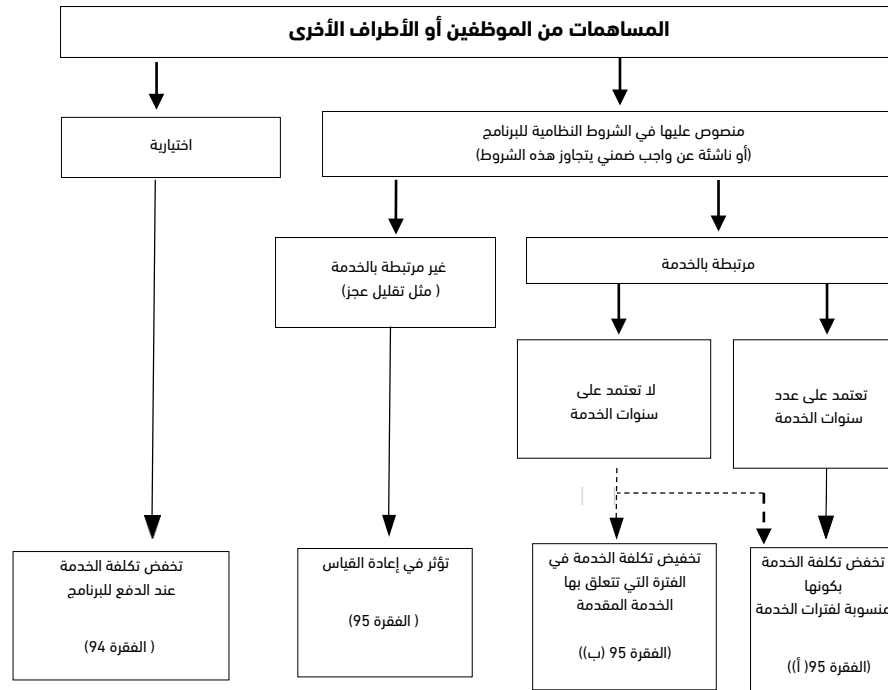 المساهمات من الموظفين أو الأطراف الأخرى
منصوص عليها في الشروط النظامية للبرنامج
(أو ناشئة عن واجب ضمني يتجاوز هذه الشروط)
اختيارية
مرتبطة بالخدمة
غير مرتبطة بالخدمة
( مثل تقليل عجز)
تعتمد على عدد
سنوات الخدمة
لا تعتمد على
سنوات الخدمة
تخفض تكلفة الخدمة
بكونها
منسوبة لفترات الخدمة
(الفقرة 95( أ))
تخفيض تكلفة الخدمة في
الفترة التي تتعلق بها
الخدمة المقدمة
(الفقرة 95 (ب))
تؤثر في إعادة القياس
( الفقرة 95)
تخفض تكلفة الخدمة
عند الدفع للبرنامج
( الفقرة 94)